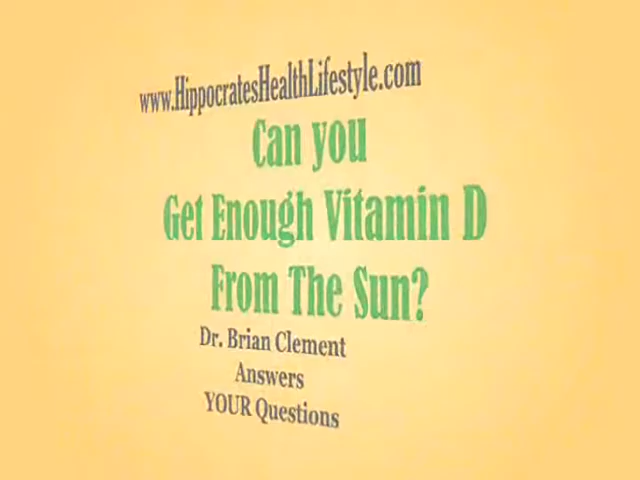 www.HippocratesHealthLifestyle.com
Can you
Get Enough Vitamin D
From The Sun?
Dr. Brian Clement
Answers
YOUR Questions